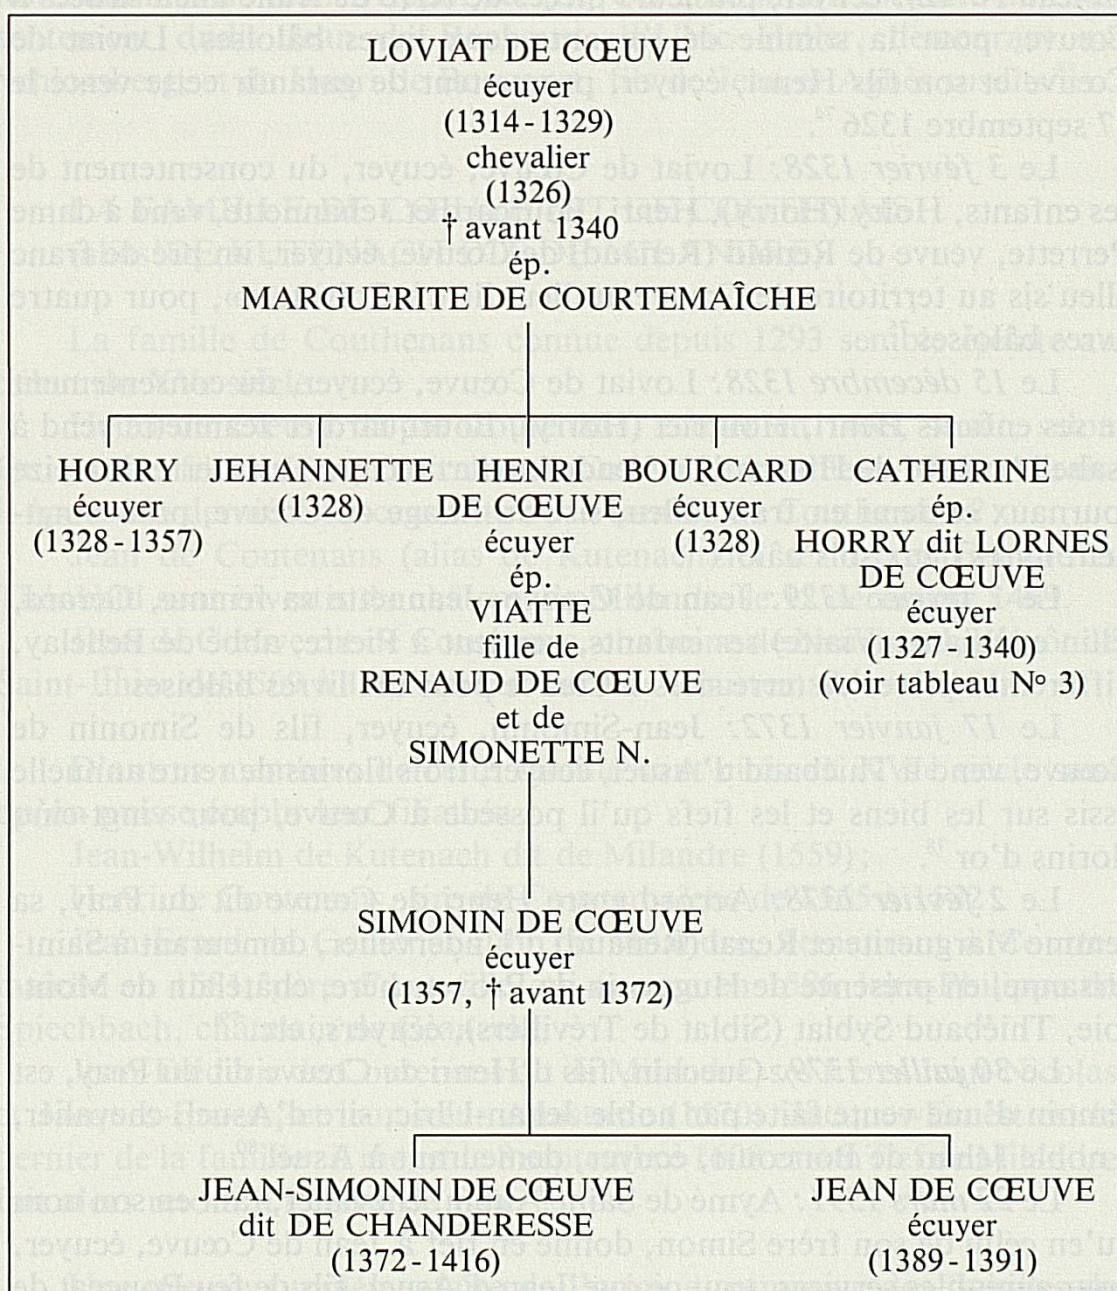 LOVIAT DE CŒUVE
écuyer
(1314-1329)
chevalier
(1326)
† avant 1340
ép.
MARGUERITE DE COURTEMAÎCHE
HORRY
écuyer
(1328-1357)
JEHANNETTE
(1328)
HENRI
DE CŒUVE
écuyer
ép.
VIATTE
fille de
RENAUD DE CŒUVE
et de
SIMONETTE N.
BOURCARD
écuyer
(1328)
CATHERINE
ép.
HORRY dit LORNES
DE CŒUVE
écuyer
(1327-1340)
(voir tableau Nº 3)
SIMONIN DE CŒUVE
écuyer
(1357, † avant 1372)
JEAN-SIMONIN DE CŒUVE
dit DE CHANDERESSE
(1372-1416)
JEAN DE CŒUVE
écuyer
(1389-1391)